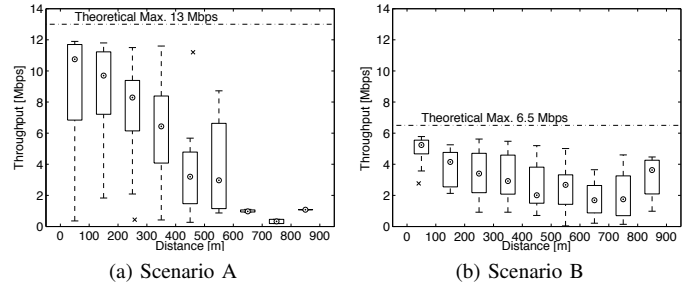 14
12
10
8
6
4
2
0
Throughput [Mbps]
Theoretical Max. 13 Mbps
0 100 200 300 400 500 600 700 800 900
Distance [m]
(a) Scenario A
14
12
10
8
6
4
2
0
Throughput [Mbps]
Theoretical Max. 6.5 Mbps
0 100 200 300 400 500 600 700 800 900
Distance [m]
(b) Scenario B